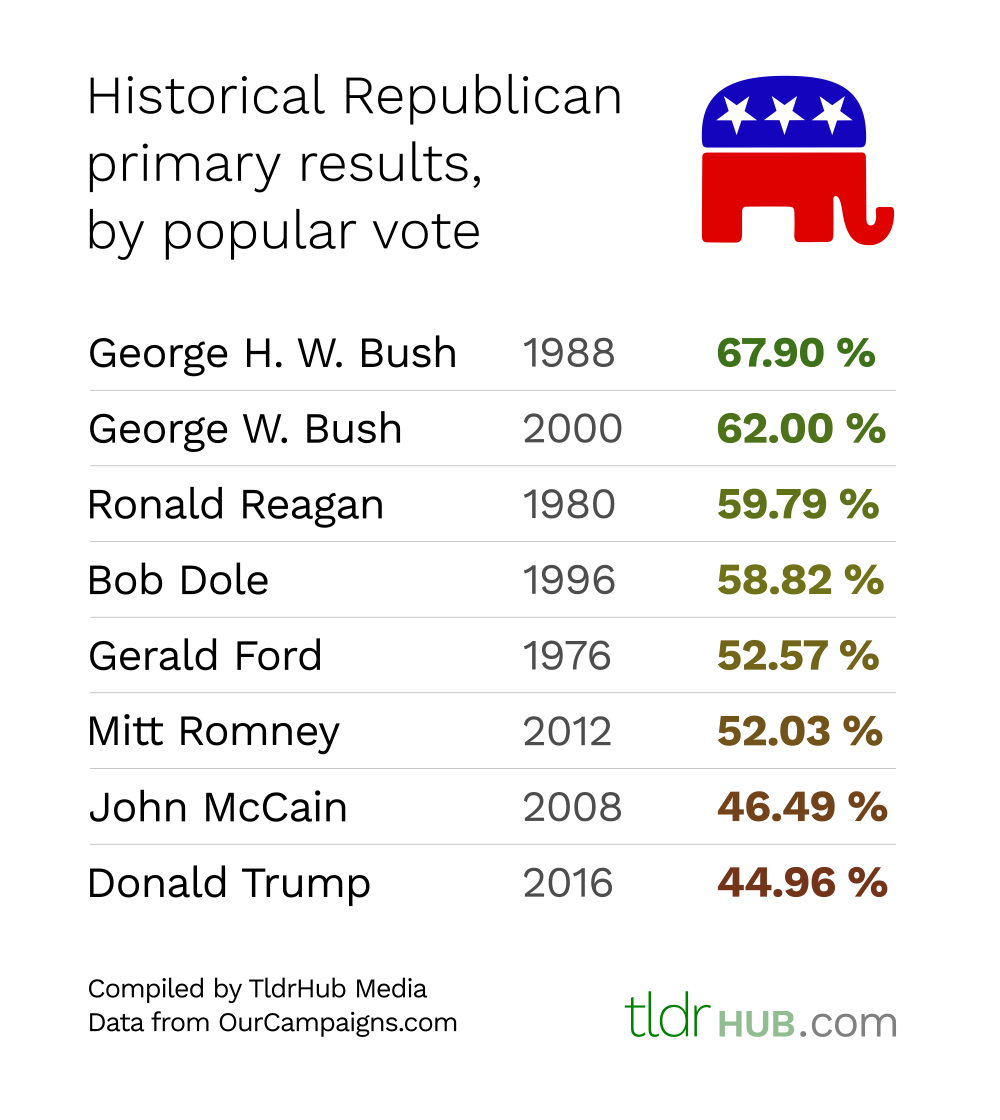 Historical Republican
primary results,
by popular vote
George H. W. Bush 1988 67.90 %
George W. Bush 2000 62.00 %
Ronald Reagan 1980 59.79 %
Bob Dole 1996 58.82 %
Gerald Ford 1976 52.57 %
Mitt Romney 2012 52.03 %
John McCain 2008 46.49 %
Donald Trump 2016 44.96 %
Compiled by TldrHub Media
Data from OurCampaigns.com
tldr HUB.com